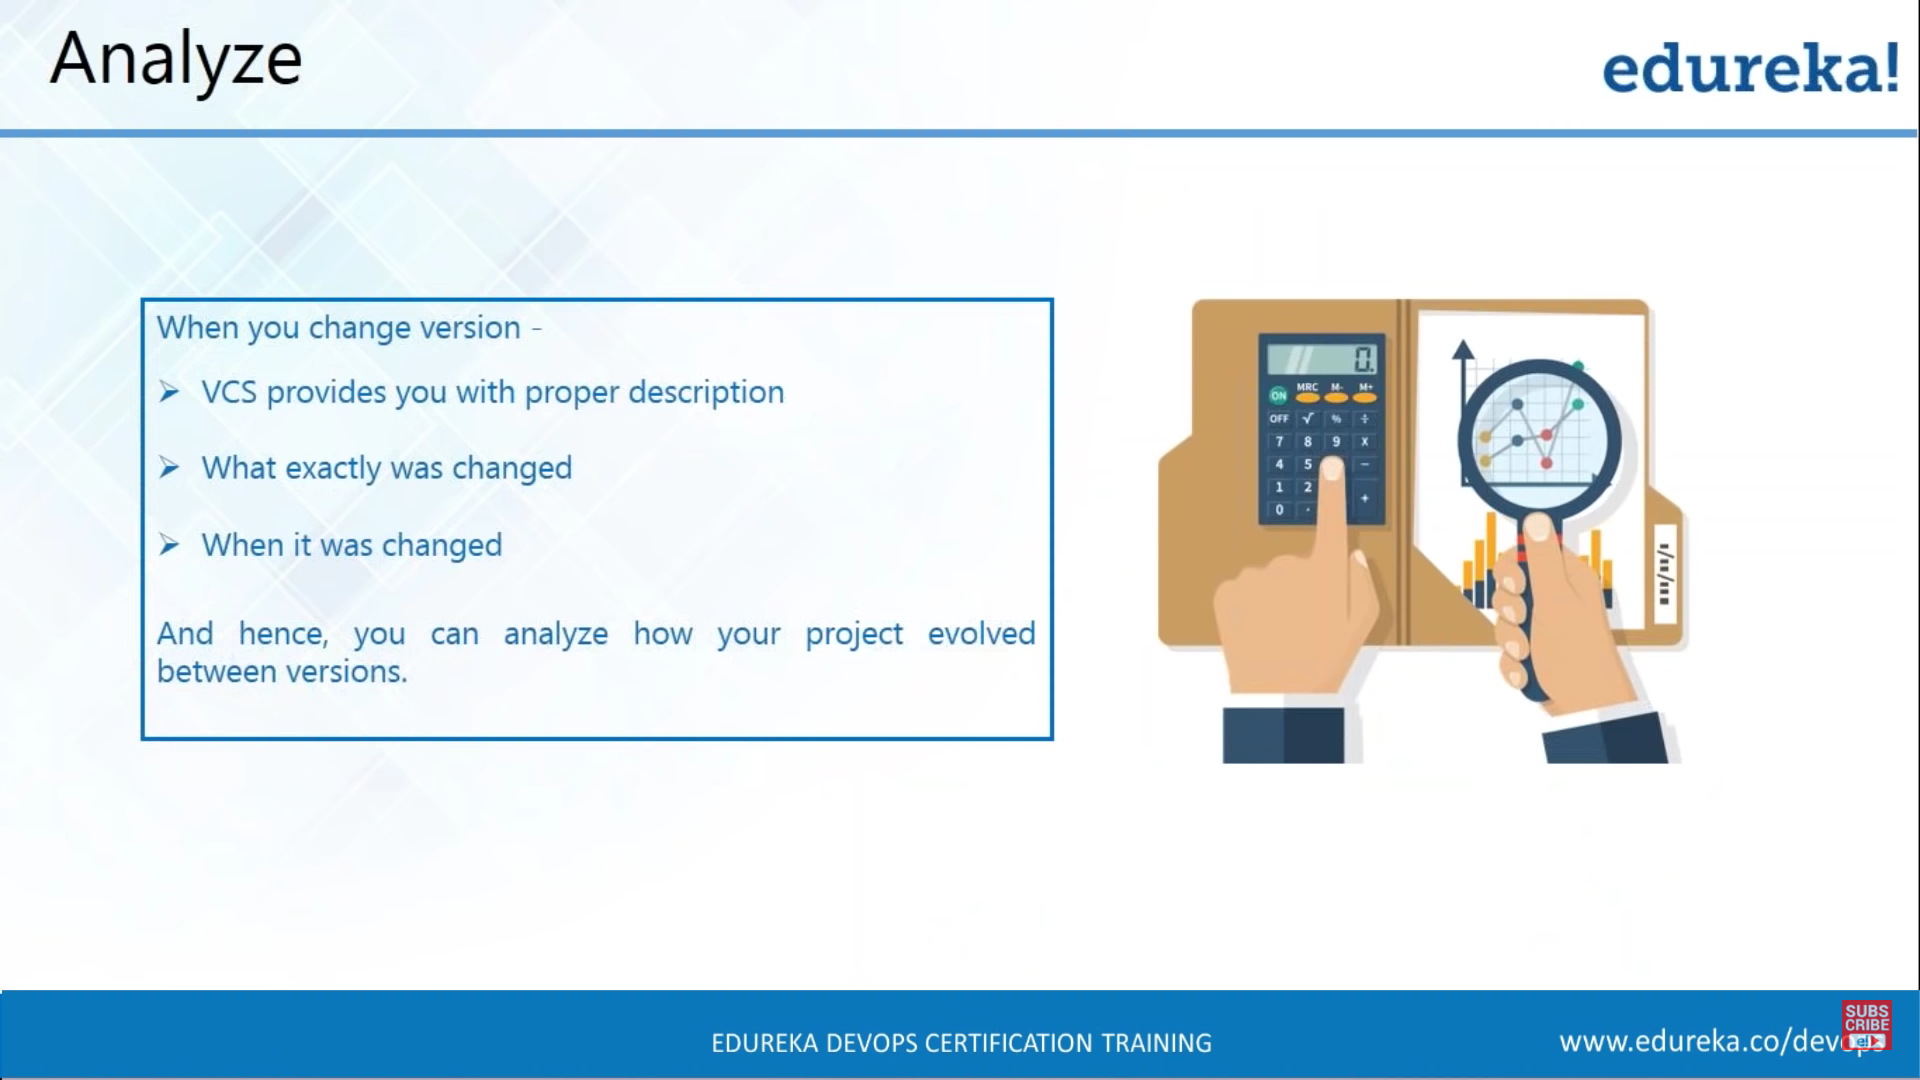 Analyze
edureka!
When you change version -
VCS provides you with proper description
What exactly was changed
When it was changed
And hence, you can analyze how your project evolved
between versions.
0.
MRC M- M+
ON
OFF √ % ÷
7 8 9 x
4 5 −
1 2
+
0 .
EDUREKA DEVOPS CERTIFICATION TRAINING
www.edureka.co/devops
SUBS
CRIBE